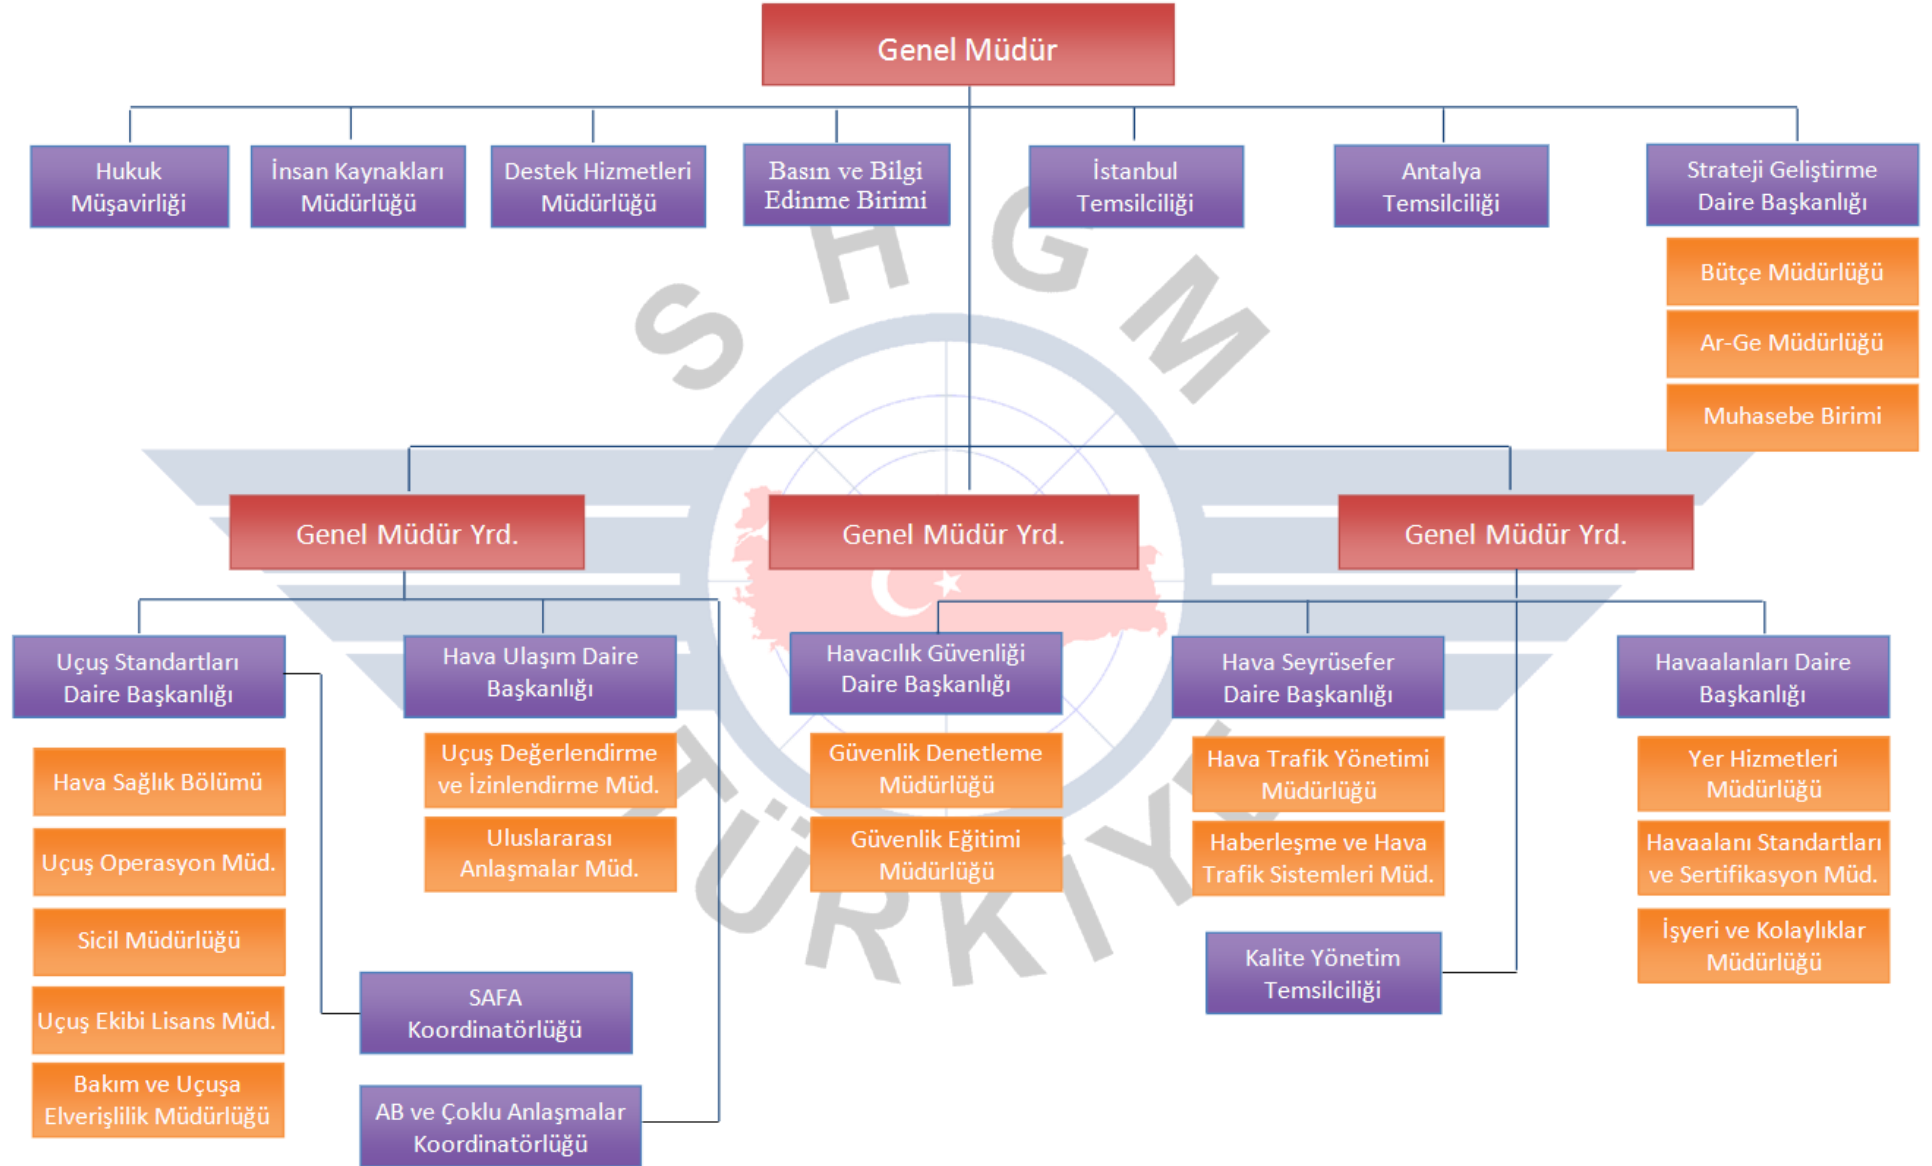 Genel Müdür
Hukuk
Müşavirliği
İnsan Kaynakları
Müdürlüğü
Destek Hizmetleri
Müdürlüğü
Basın ve Bilgi
Edinme Birimi
İstanbul
Temsilciliği
Antalya
Temsilciliği
Strateji Geliştirme
Daire Başkanlığı
Bütçe Müdürlüğü
Ar-Ge Müdürlüğü
Muhasebe Birimi
SHGM
Genel Müdür Yrd.
Genel Müdür Yrd.
Genel Müdür Yrd.
Uçuş Standartları
Daire Başkanlığı
Hava Sağlık Bölümü
Uçuş Operasyon Müd.
Sicil Müdürlüğü
Uçuş Ekibi Lisans Müd.
Bakım ve Uçuşa
Elverişlilik Müdürlüğü
Hava Ulaşım Daire
Başkanlığı
Uçuş Değerlendirme
ve İzinlendirme Müd.
Uluslararası
Anlaşmalar Müd.
SAFA
Koordinatörlüğü
AB ve Çoklu Anlaşmalar
Koordinatörlüğü
Havacılık Güvenliği
Daire Başkanlığı
Güvenlik Denetleme
Müdürlüğü
Güvenlik Eğitimi
Müdürlüğü
Hava Seyrüsefer
Daire Başkanlığı
Hava Trafik Yönetimi
Müdürlüğü
Haberleşme ve Hava
Trafik Sistemleri Müd.
Kalite Yönetim
Temsilciliği
Havaalanları Daire
Başkanlığı
Yer Hizmetleri
Müdürlüğü
Havaalanı Standartları
ve Sertifikasyon Müd.
İşyeri ve Kolaylıklar
Müdürlüğü
TÜRKİYE